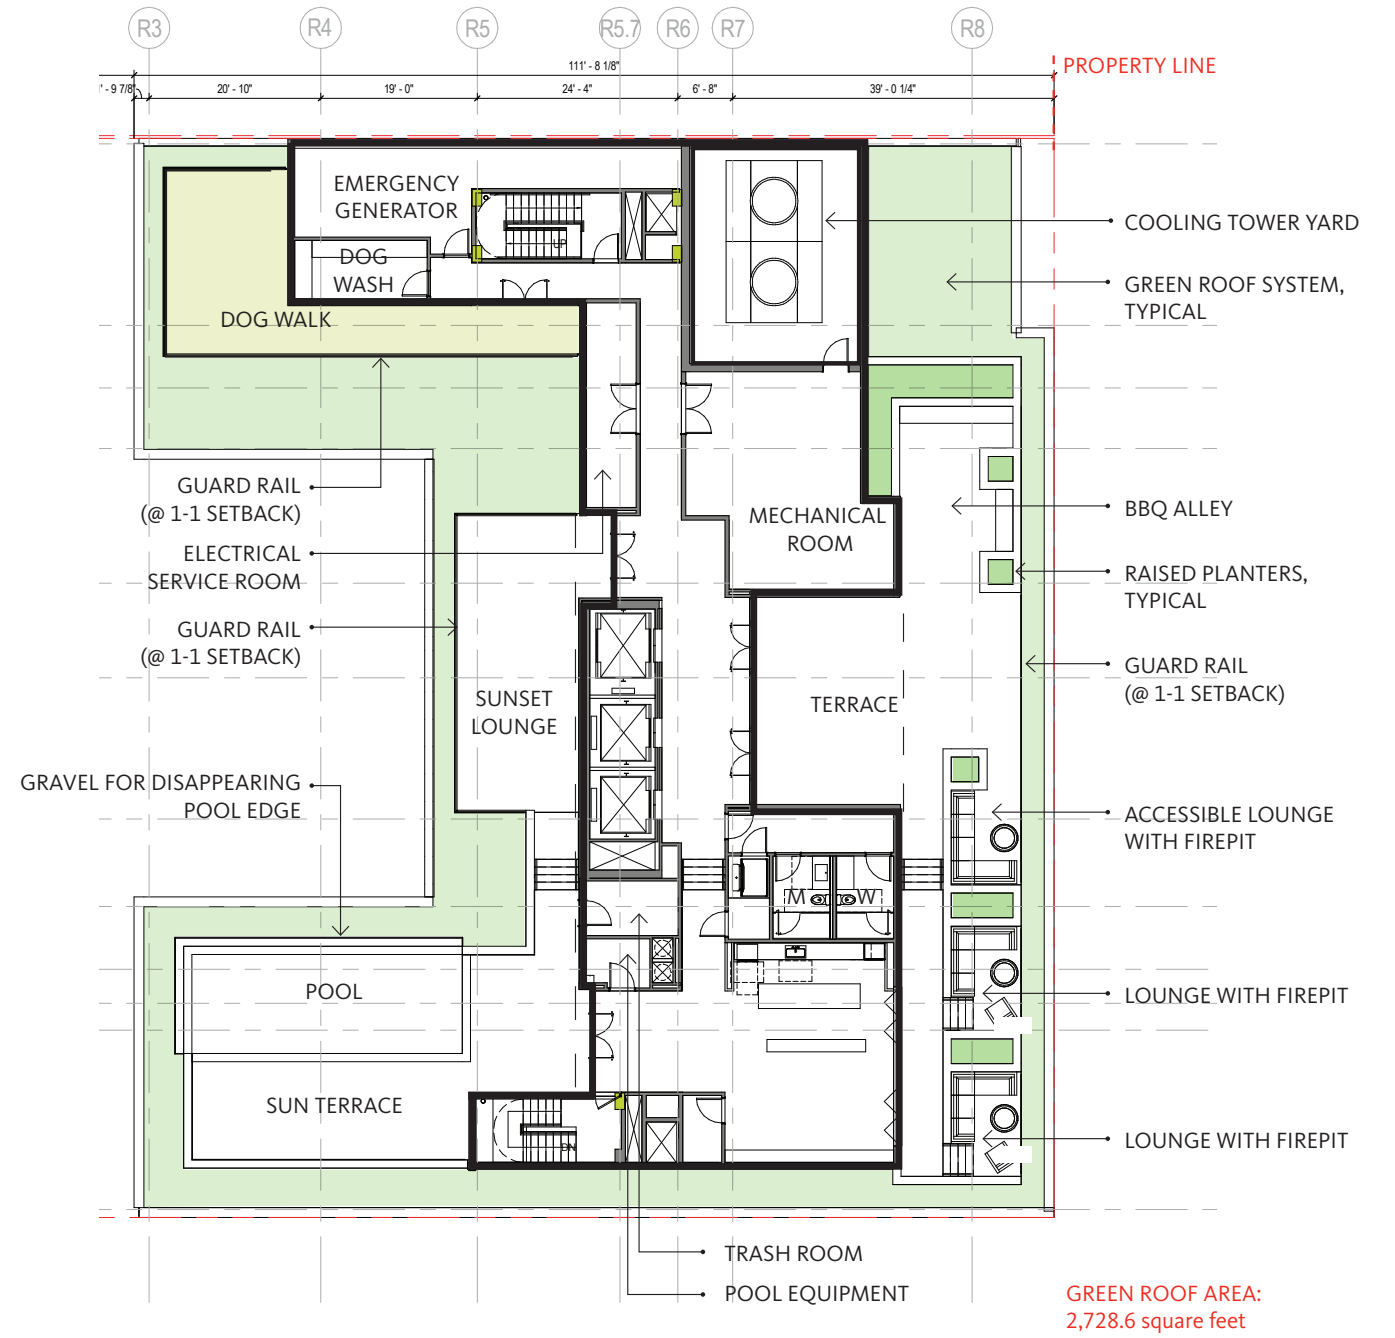 R3 R4 R5 R5.7 R6 R7 R8
PROPERTY LINE
111' - 8 1/8"
' - 9 7/8" 20' - 10" 19' - 0" 24' - 4" 6' - 8" 39' - 0 1/4"
EMERGENCY
GENERATOR
UP
DOG
WASH
DOG WALK
COOLING TOWER YARD
GREEN ROOF SYSTEM,
TYPICAL
GUARD RAIL
(@ 1-1 SETBACK)
ELECTRICAL
SERVICE ROOM
GUARD RAIL
(@ 1-1 SETBACK)
MECHANICAL
ROOM
BBQ ALLEY
RAISED PLANTERS,
TYPICAL
GUARD RAIL
(@ 1-1 SETBACK)
SUNSET
LOUNGE
TERRACE
GRAVEL FOR DISAPPEARING
POOL EDGE
ACCESSIBLE LOUNGE
WITH FIREPIT
M W
POOL
LOUNGE WITH FIREPIT
SUN TERRACE
DN
LOUNGE WITH FIREPIT
TRASH ROOM
POOL EQUIPMENT
GREEN ROOF AREA:
2,728.6 square feet